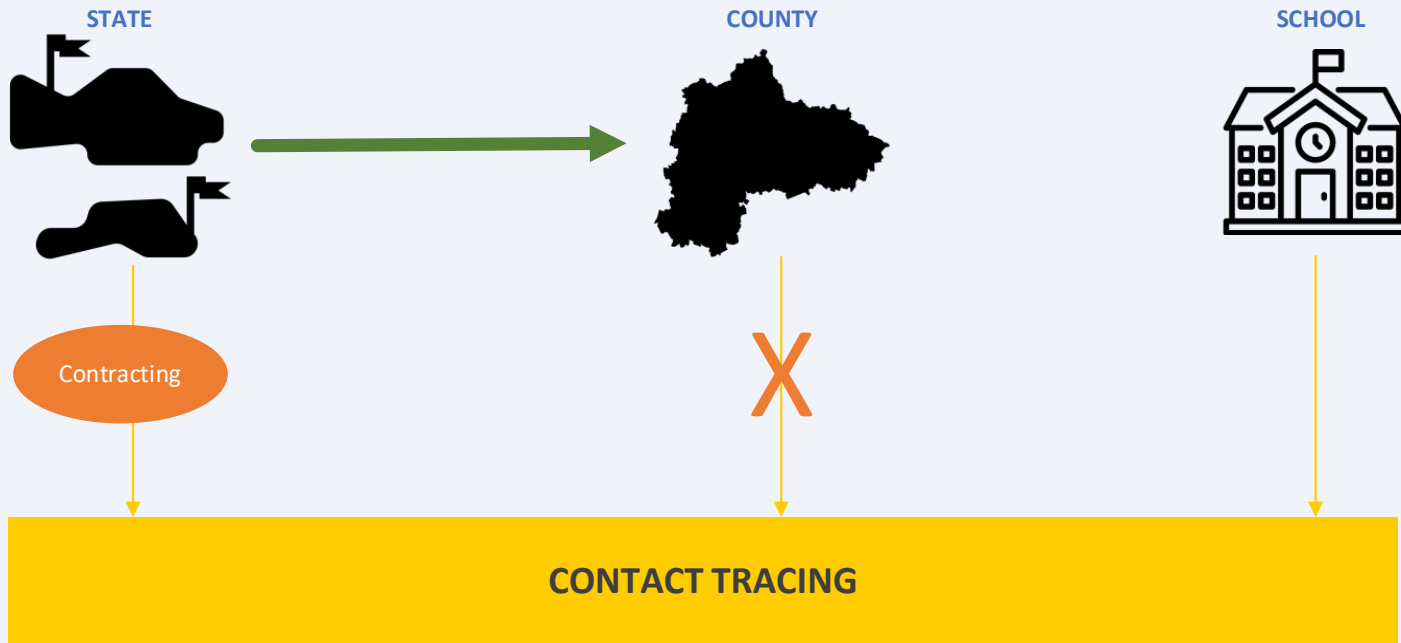 STATE
COUNTY
SCHOOL
Contracting
X
CONTACT TRACING